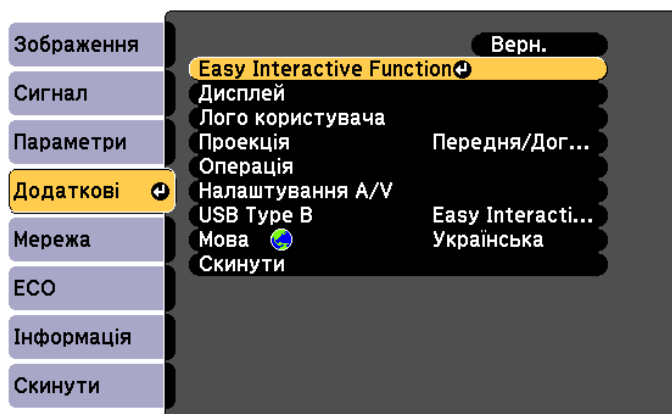 Зображення
Сигнал
Параметри
Додаткові
Мережа
ECO
Інформація
Скинути
Верн.
Easy Interactive Function
Дисплей
Лого користувача
Проекція Передня/Дог...
Операція
Налаштування A/V
USB Type B Easy Interacti...
Мова Українська
Скинути